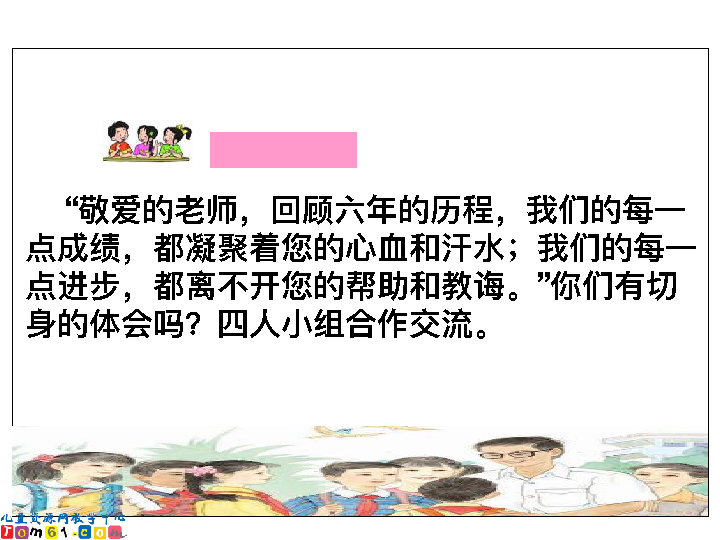 “敬爱的老师，回顾六年的历程，我们的每一
点成绩，都凝聚着您的心血和汗水；我们的每一
点进步，都离不开您的帮助和教诲。”你们有切
身的体会吗？四人小组合作交流。
儿童资源网教学中心
Tom61.com